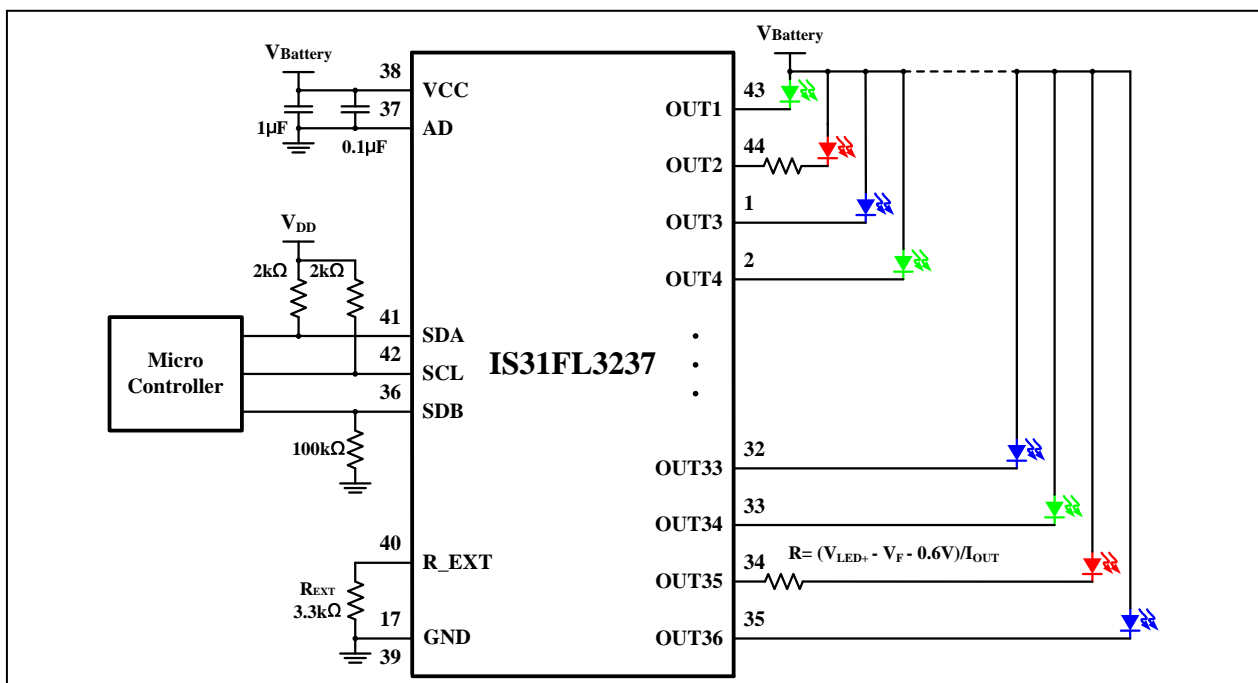 VBattery
38
VCC
37
AD
1µF
0.1µF
VDD
2kΩ
2kΩ
Micro
Controller
41
SDA
42
SCL
36
SDB
100kΩ
40
R_EXT
REXT
3.3kΩ
17
GND
39
IS31FL3237
VBattery
43
OUT1
44
OUT2
1
OUT3
2
OUT4
32
OUT33
33
OUT34
34
OUT35
R= (VLED+ - VF - 0.6V)/IOUT
35
OUT36